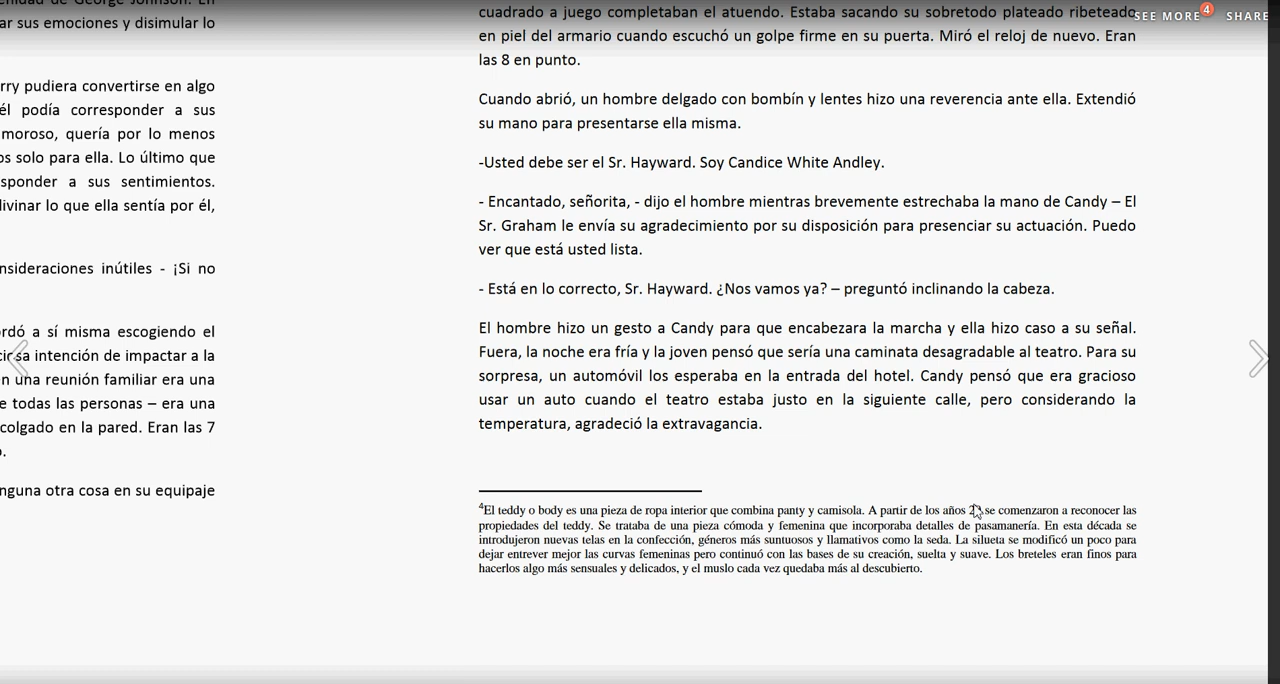 enidad de George Johnson. En
ar sus emociones y disimular lo
rry pudiera convertirse en algo
él podía corresponder a sus
moroso, quería por lo menos
os solo para ella. Lo último que
sponder a sus sentimientos.
divinar lo que ella sentía por él,
nsideraciones inútiles - ¡Si no
ordó a sí misma escogiendo el
ciosa intención de impactar a la
n una reunión familiar era una
e todas las personas – era una
colgado en la pared. Eran las 7
o.
nguna otra cosa en su equipaje
SEE MORE 4 SHARE
cuadrado a juego completaban el atuendo. Estaba sacando su sobretodo plateado ribeteado
en piel del armario cuando escuchó un golpe firme en su puerta. Miró el reloj de nuevo. Eran
las 8 en punto.
Cuando abrió, un hombre delgado con bombín y lentes hizo una reverencia ante ella. Extendió
su mano para presentarse ella misma.
-Usted debe ser el Sr. Hayward. Soy Candice White Andley.
- Encantado, señorita, - dijo el hombre mientras brevemente estrechaba la mano de Candy – El
Sr. Graham le envía su agradecimiento por su disposición para presenciar su actuación. Puedo
ver que está usted lista.
- Está en lo correcto, Sr. Hayward. ¿Nos vamos ya? – preguntó inclinando la cabeza.
El hombre hizo un gesto a Candy para que encabezara la marcha y ella hizo caso a su señal.
Fuera, la noche era fría y la joven pensó que sería una caminata desagradable al teatro. Para su
sorpresa, un automóvil los esperaba en la entrada del hotel. Candy pensó que era gracioso
usar un auto cuando el teatro estaba justo en la siguiente calle, pero considerando la
temperatura, agradeció la extravagancia.
4El teddy o body es una pieza de ropa interior que combina panty y camisola. A partir de los años se comenzaron a reconocer las
propiedades del teddy. Se trataba de una pieza cómoda y femenina que incorporaba detalles de pasamanería. En esta década se
introdujeron nuevas telas en la confección, géneros más suntuosos y llamativos como la seda. La silueta se modificó un poco para
dejar entrever mejor las curvas femeninas pero continuó con las bases de su creación, suelta y suave. Los breteles eran finos para
hacerlos algo más sensuales y delicados, y el muslo cada vez quedaba más al descubierto.